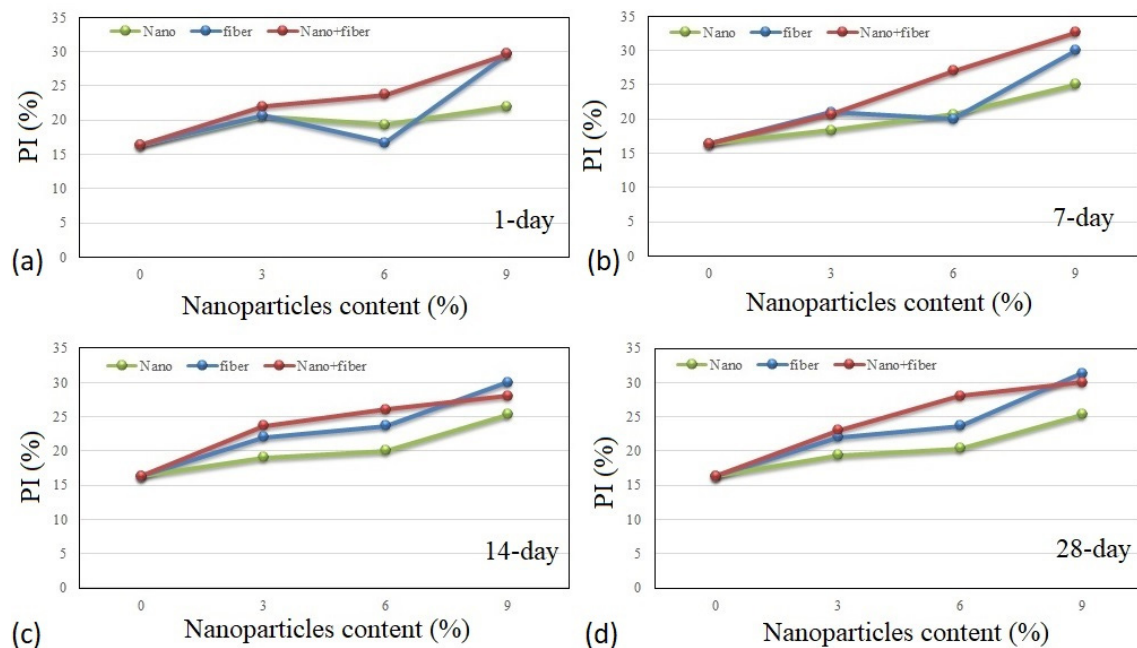 35
30
25
20
15
10
5
0
PI (%)
Nano fiber Nano+fiber
1-day
(a)
0 3 6 9
Nanoparticles content (%)
35
30
25
20
15
10
5
0
PI (%)
Nano fiber Nano+fiber
7-day
(b)
0 3 6 9
Nanoparticles content (%)
35
30
25
20
15
10
5
0
PI (%)
Nano fiber Nano+fiber
14-day
(c)
0 3 6 9
Nanoparticles content (%)
35
30
25
20
15
10
5
0
PI (%)
Nano fiber Nano+fiber
28-day
(d)
0 3 6 9
Nanoparticles content (%)